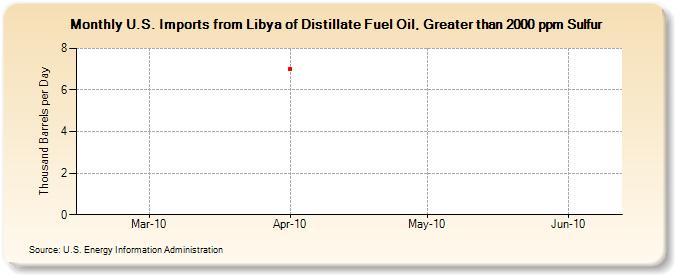 Monthly U.S. Imports from Libya of Distillate Fuel Oil, Greater than 2000 ppm Sulfur
Thousand Barrels per Day
8
6
4
2
0
Mar-10 Apr-10 May-10 Jun-10
Source: U.S. Energy Information Administration